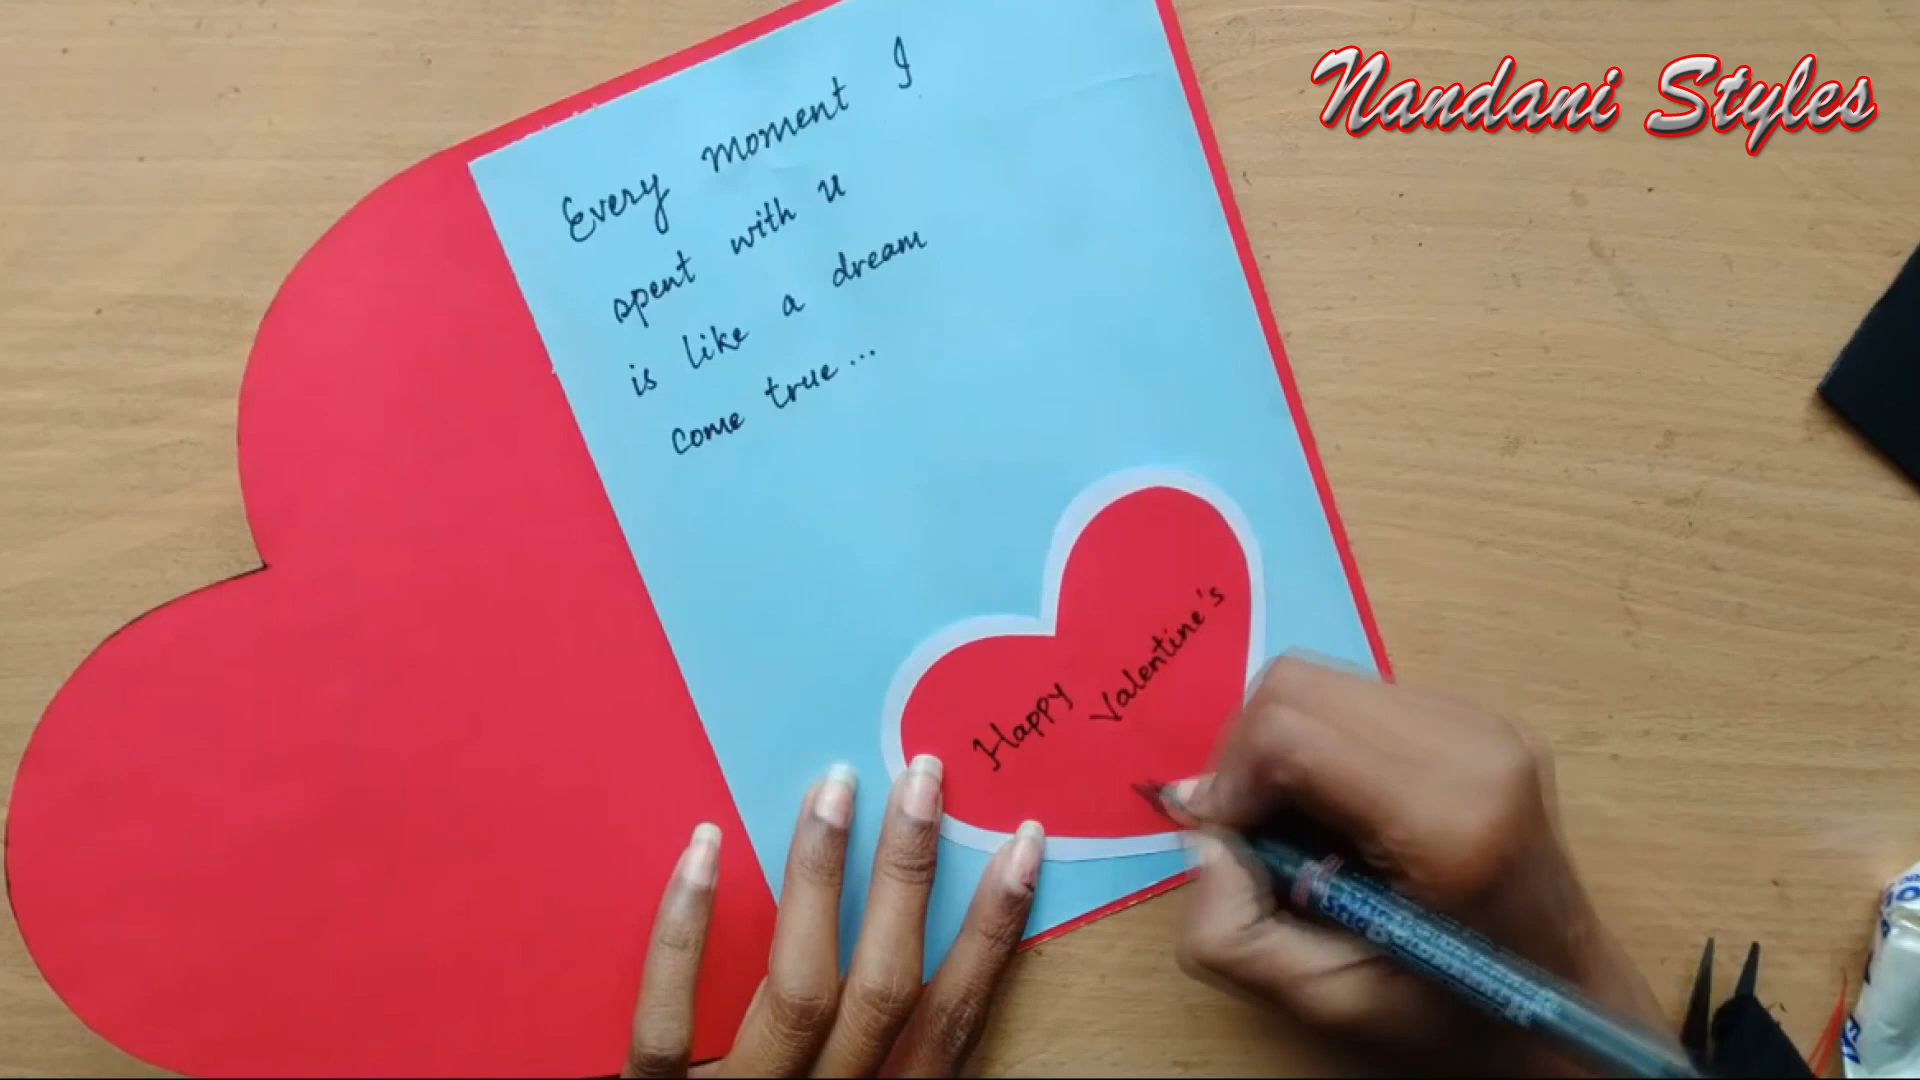 Nandani Styles
Every moment I
spent with u
is like a dream
come true...
Happy Valentine's